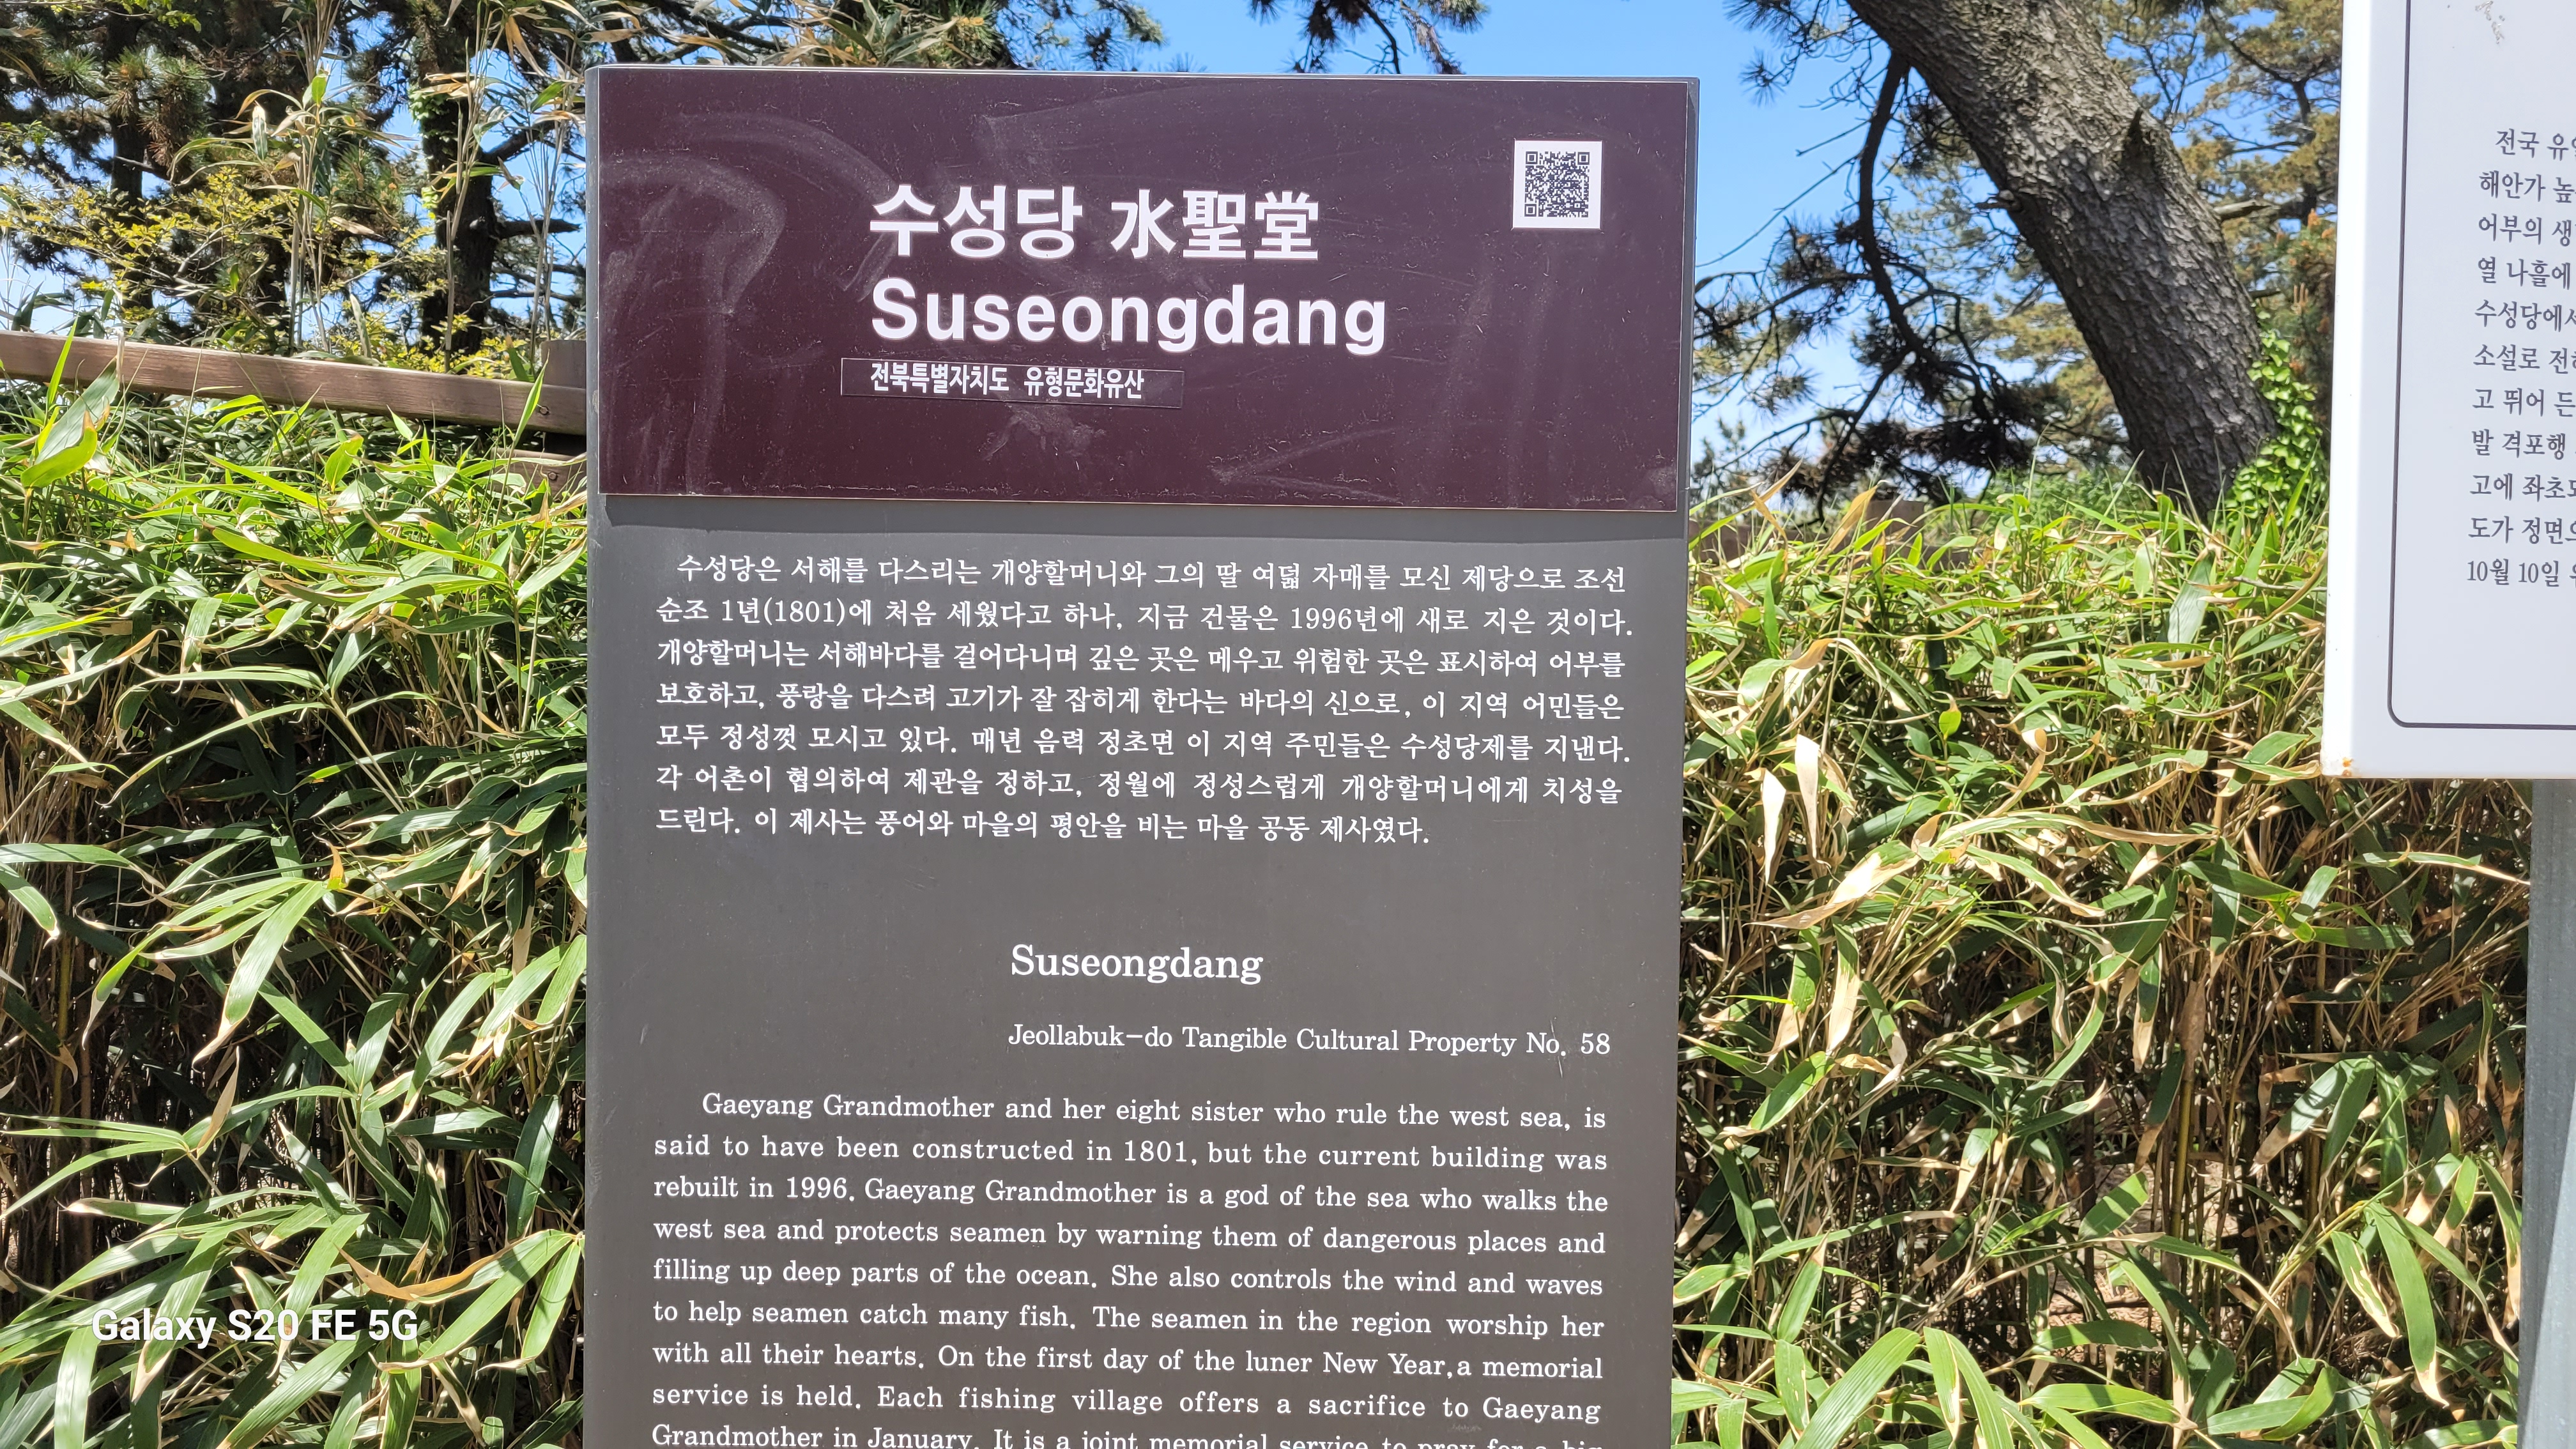 수성당 水聖堂
Suseongdang
전북특별자치도 유형문화유산
수성당은 서해를 다스리는 개양할머니와 그의 딸 여덟 자매를 모신 제당으로 조선
순조 1년(1801)에 처음 세웠다고 하나, 지금 건물은 1996년에 새로 지은 것이다.
개양할머니는 서해바다를 걸어다니며 깊은 곳은 메우고 위험한 곳은 표시하여 어부를
보호하고, 풍랑을 다스려 고기가 잘 잡히게 한다는 바다의 신으로, 이 지역 어민들은
모두 정성껏 모시고 있다. 매년 음력 정초면 이 지역 주민들은 수성당제를 지낸다.
각 어촌이 협의하여 제관을 정하고, 정월에 정성스럽게 개양할머니에게 치성을
드린다. 이 제사는 풍어와 마을의 평안을 비는 마을 공동 제사였다.
Suseongdang
Jeollabuk-do Tangible Cultural Property No. 58
Gaeyang Grandmother and her eight sister who rule the west sea, is
said to have been constructed in 1801, but the current building was
rebuilt in 1996. Gaeyang Grandmother is a god of the sea who walks the
west sea and protects seamen by warning them of dangerous places and
filling up deep parts of the ocean. She also controls the wind and waves
to help seamen catch many fish. The seamen in the region worship her
with all their hearts. On the first day of the luner New Year, a memorial
service is held. Each fishing village offers a sacrifice to Gaeyang
Grandmother in January. It is a joint memorial service to pray for a big
전국
해안가 높
어부의 생
열 나흘에
수성당에서
소설로 전
고 뛰어 든
발 격포행
고에 좌초
도가 정면
10월 10일
Galaxy S20 FE 5G